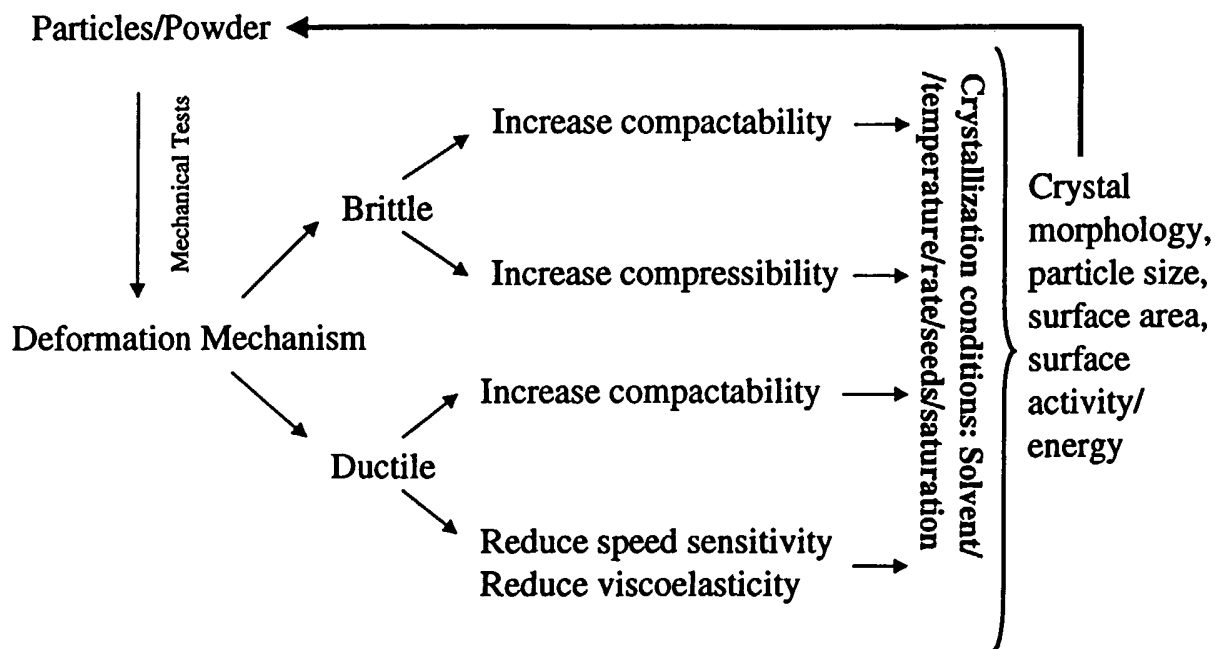 Particles/Powder
Mechanical Tests
Increase compactability
Brittle
Increase compressibility
Deformation Mechanism
Increase compactability
Ductile
Reduce speed sensitivity
Reduce viscoelasticity
Crystallization conditions: Solvent/
/temperature/rate/seeds/saturation
Crystal
morphology,
particle size,
surface area,
surface
activity/
energy